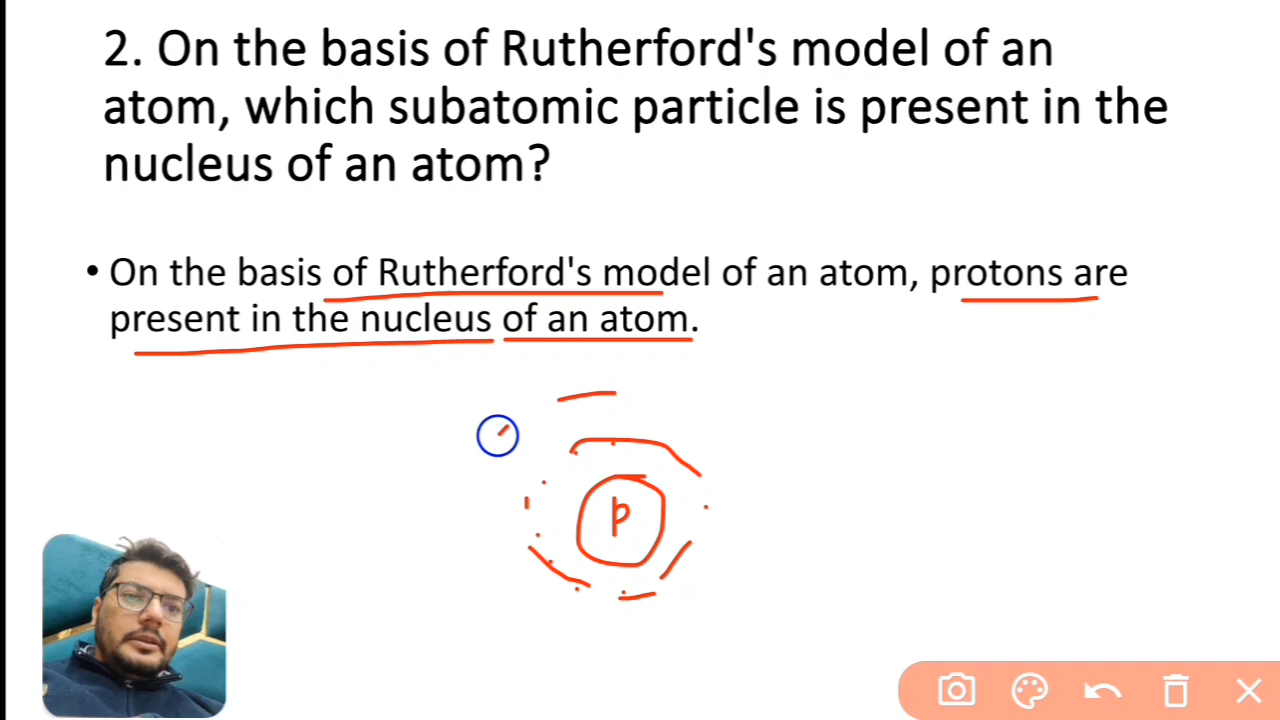 2. On the basis of Rutherford's model of an
atom, which subatomic particle is present in the
nucleus of an atom?
• On the basis of Rutherford's model of an atom, protons are
present in the nucleus of an atom.
p